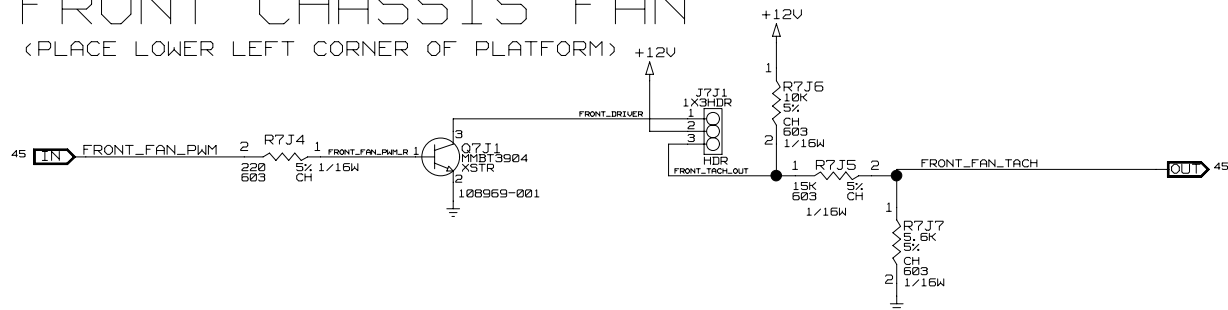 FRONT CHASSIS FAN
(PLACE LOWER LEFT CORNER OF PLATFORM)
+12V
+12V
45 IN FRONT_FAN_PWM
2 R7J4 1
220 5% 1/16W
603 CH
FRONT_FAN_PWM_R 1
3
Q7J1
MMBT3904
XSTR
2
108969-001
FRONT_DRIVER
J7J1
1X3HDR
1
2
3
HDR
FRONT_TACH_OUT
1
R7J6
10K
5%
CH
603
2 1/16W
1 R7J5 2
15K 5%
603 CH
1/16W
FRONT_FAN_TACH
OUT 45
1
R7J7
5.6K
5%
CH
603
2 1/16W